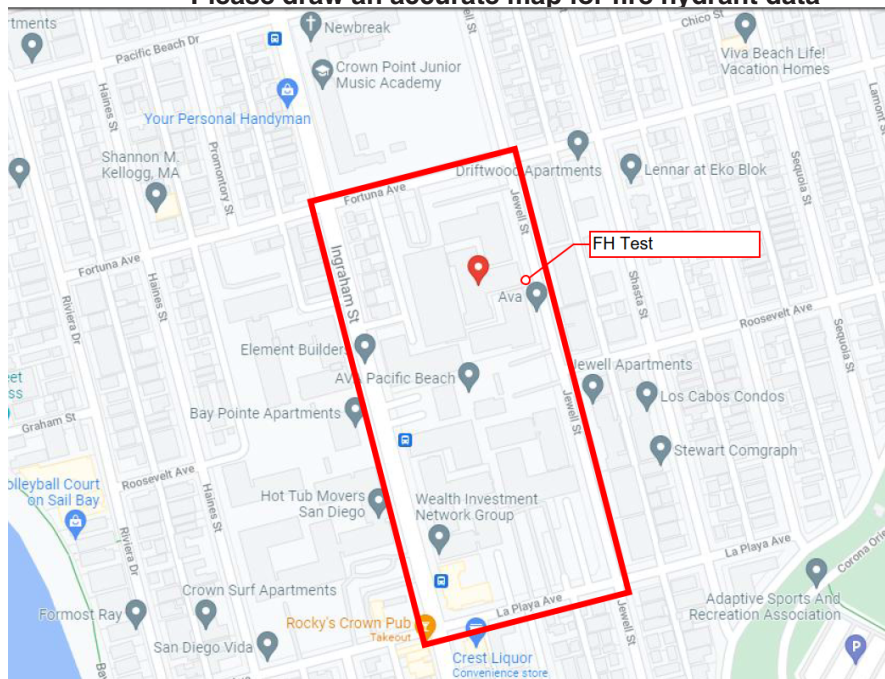 Please draw an accurate map for fire hydrant data
Newbreak
Chico St
Pacific Beach Dr
Viva Beach Life!
Vacation Homes
Crown Point Junior
Music Academy
Haines St
Lamont St
Your Personal Handyman
Shannon M.
Kellogg, MA
Promontory St
Driftwood Apartments
Lennar at Eko Blok
Sequoia St
Fortuna Ave
Jewell St
FH Test
Ingraham St
Fortuna Ave
Haines St
Riviera Dr
Shasta St
Ava
Roosevelt Ave
Sequoia St
Element Builders
AVA Pacific Beach
Jewell Apartments
Los Cabos Condos
Bay Pointe Apartments
Graham St
Jewell St
Stewart Comgraph
Roosevelt Ave
Haines St
olleyball Court
on Sail Bay
Hot Tub Movers
San Diego
Wealth Investment
Network Group
Riviera Dr
La Playa Ave
Corona Orie
Crown Surf Apartments
La Playa Ave
Adaptive Sports And
Recreation Association
Formost Ray
Rocky's Crown Pub
Takeout
Jewell St
San Diego Vida
Crest Liquor
Convenience store
P